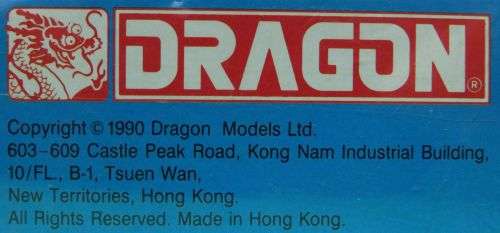 DRAGON®
Copyright © 1990 Dragon Models Ltd.
603-609 Castle Peak Road, Kong Nam Industrial Building,
10/FL., B-1, Tsuen Wan,
New Territories, Hong Kong.
All Rights Reserved. Made in Hong Kong.